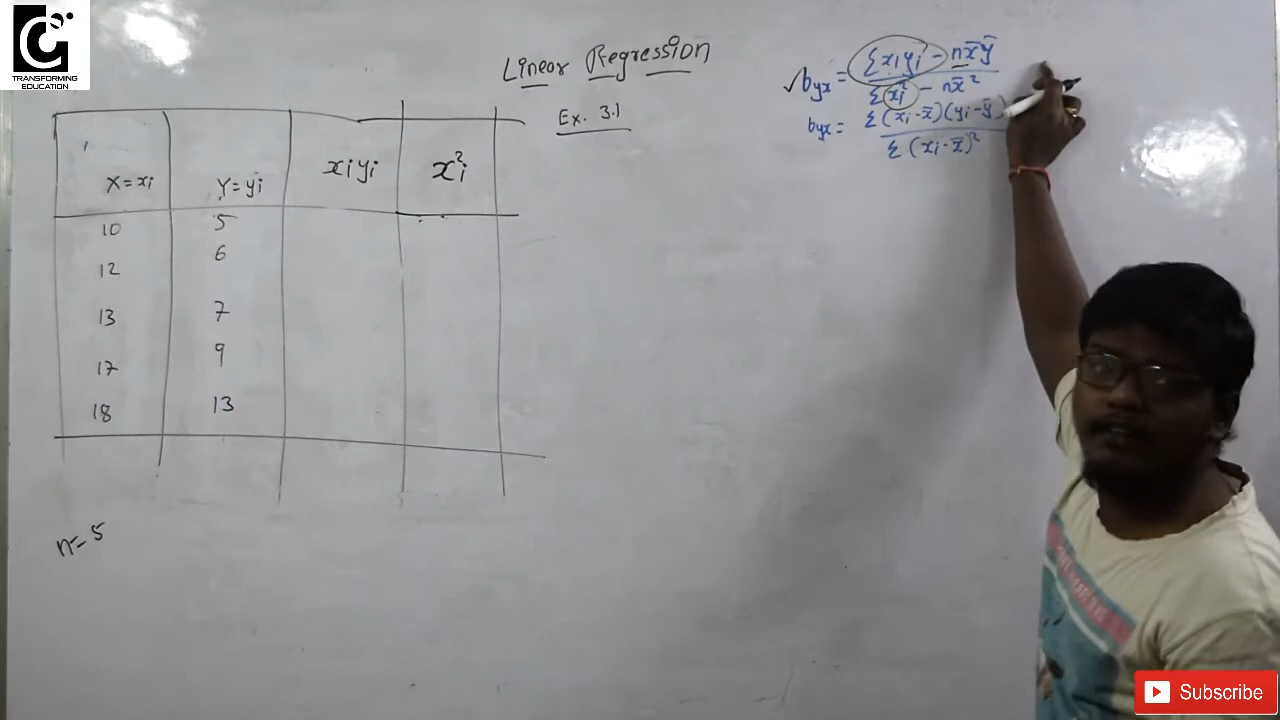 TRANSFORMING
EDUCATION
Linear Regression
Ex. 3.1
✓byx = Σxiyi - nx̄ȳ / Σxi² - nx̄²
byx = Σ(xi-x̄)(yi-ȳ) / Σ(xi-x̄)²
X=xi Y=yi xiyi x²i
10 5
12 6
13 7
17 9
18 13
n=5
Subscribe